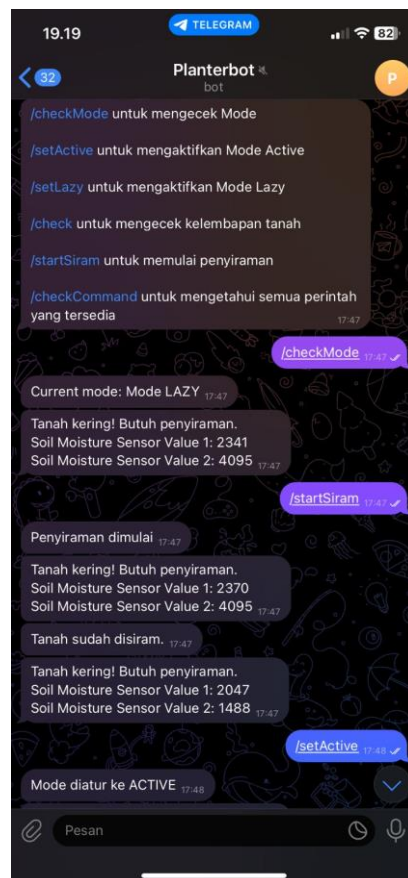 19.19
TELEGRAM
82
32
Planterbot
bot
P
/checkMode untuk mengecek Mode
/setActive untuk mengaktifkan Mode Active
/setLazy untuk mengaktifkan Mode Lazy
/check untuk mengecek kelembapan tanah
/startSiram untuk memulai penyiraman
/checkCommand untuk mengetahui semua perintah
yang tersedia
17:47
/checkMode 17:47
Current mode: Mode LAZY 17:47
Tanah kering! Butuh penyiraman.
Soil Moisture Sensor Value 1: 2341
Soil Moisture Sensor Value 2: 4095 17:47
/startSiram 17:47
Penyiraman dimulai 17:47
Tanah kering! Butuh penyiraman.
Soil Moisture Sensor Value 1: 2370
Soil Moisture Sensor Value 2: 4095 17:47
Tanah sudah disiram. 17:47
Tanah kering! Butuh penyiraman.
Soil Moisture Sensor Value 1: 2047
Soil Moisture Sensor Value 2: 1488 17:47
/setActive 17:48
Mode diatur ke ACTIVE 17:48
Pesan